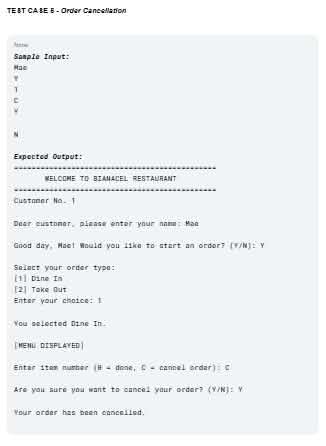 TEST CASE 5 - Order Cancellation
None
Sample Input:
Mae
Y
1
C
Y
N
Expected Output:
================================================
WELCOME TO BIANACEL RESTAURANT
================================================
Customer No. 1
Dear customer, please enter your name: Mae
Good day, Mae! Would you like to start an order? (Y/N): Y
Select your order type:
[1] Dine In
[2] Take Out
Enter your choice: 1
You selected Dine In.
[MENU DISPLAYED]
Enter item number (0 = done, C = cancel order): C
Are you sure you want to cancel your order? (Y/N): Y
Your order has been cancelled.